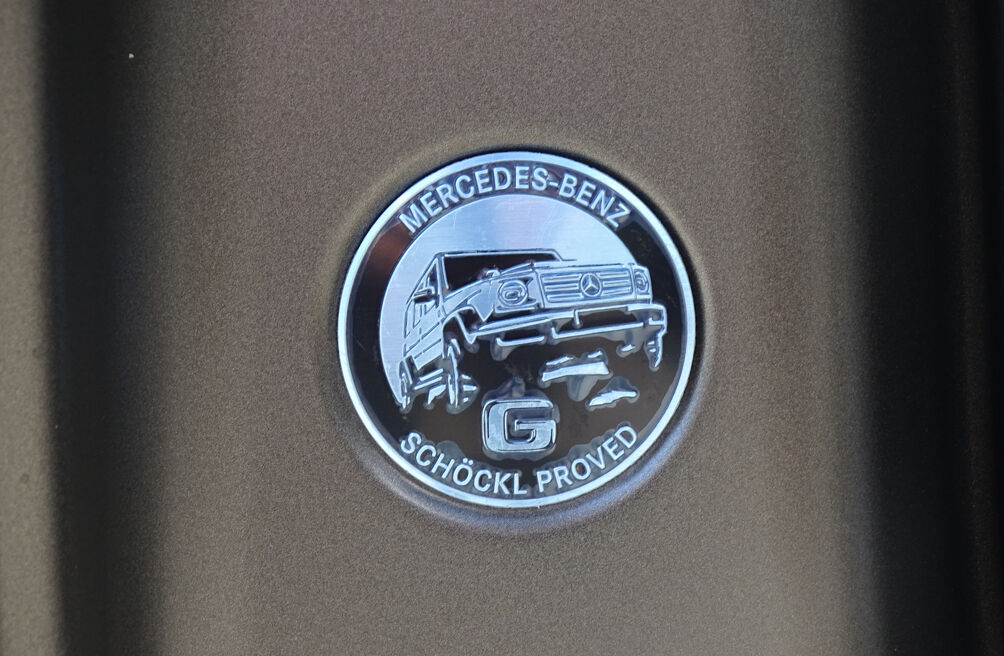 MERCEDES-BENZ
G
SCHÖCKL PROVED